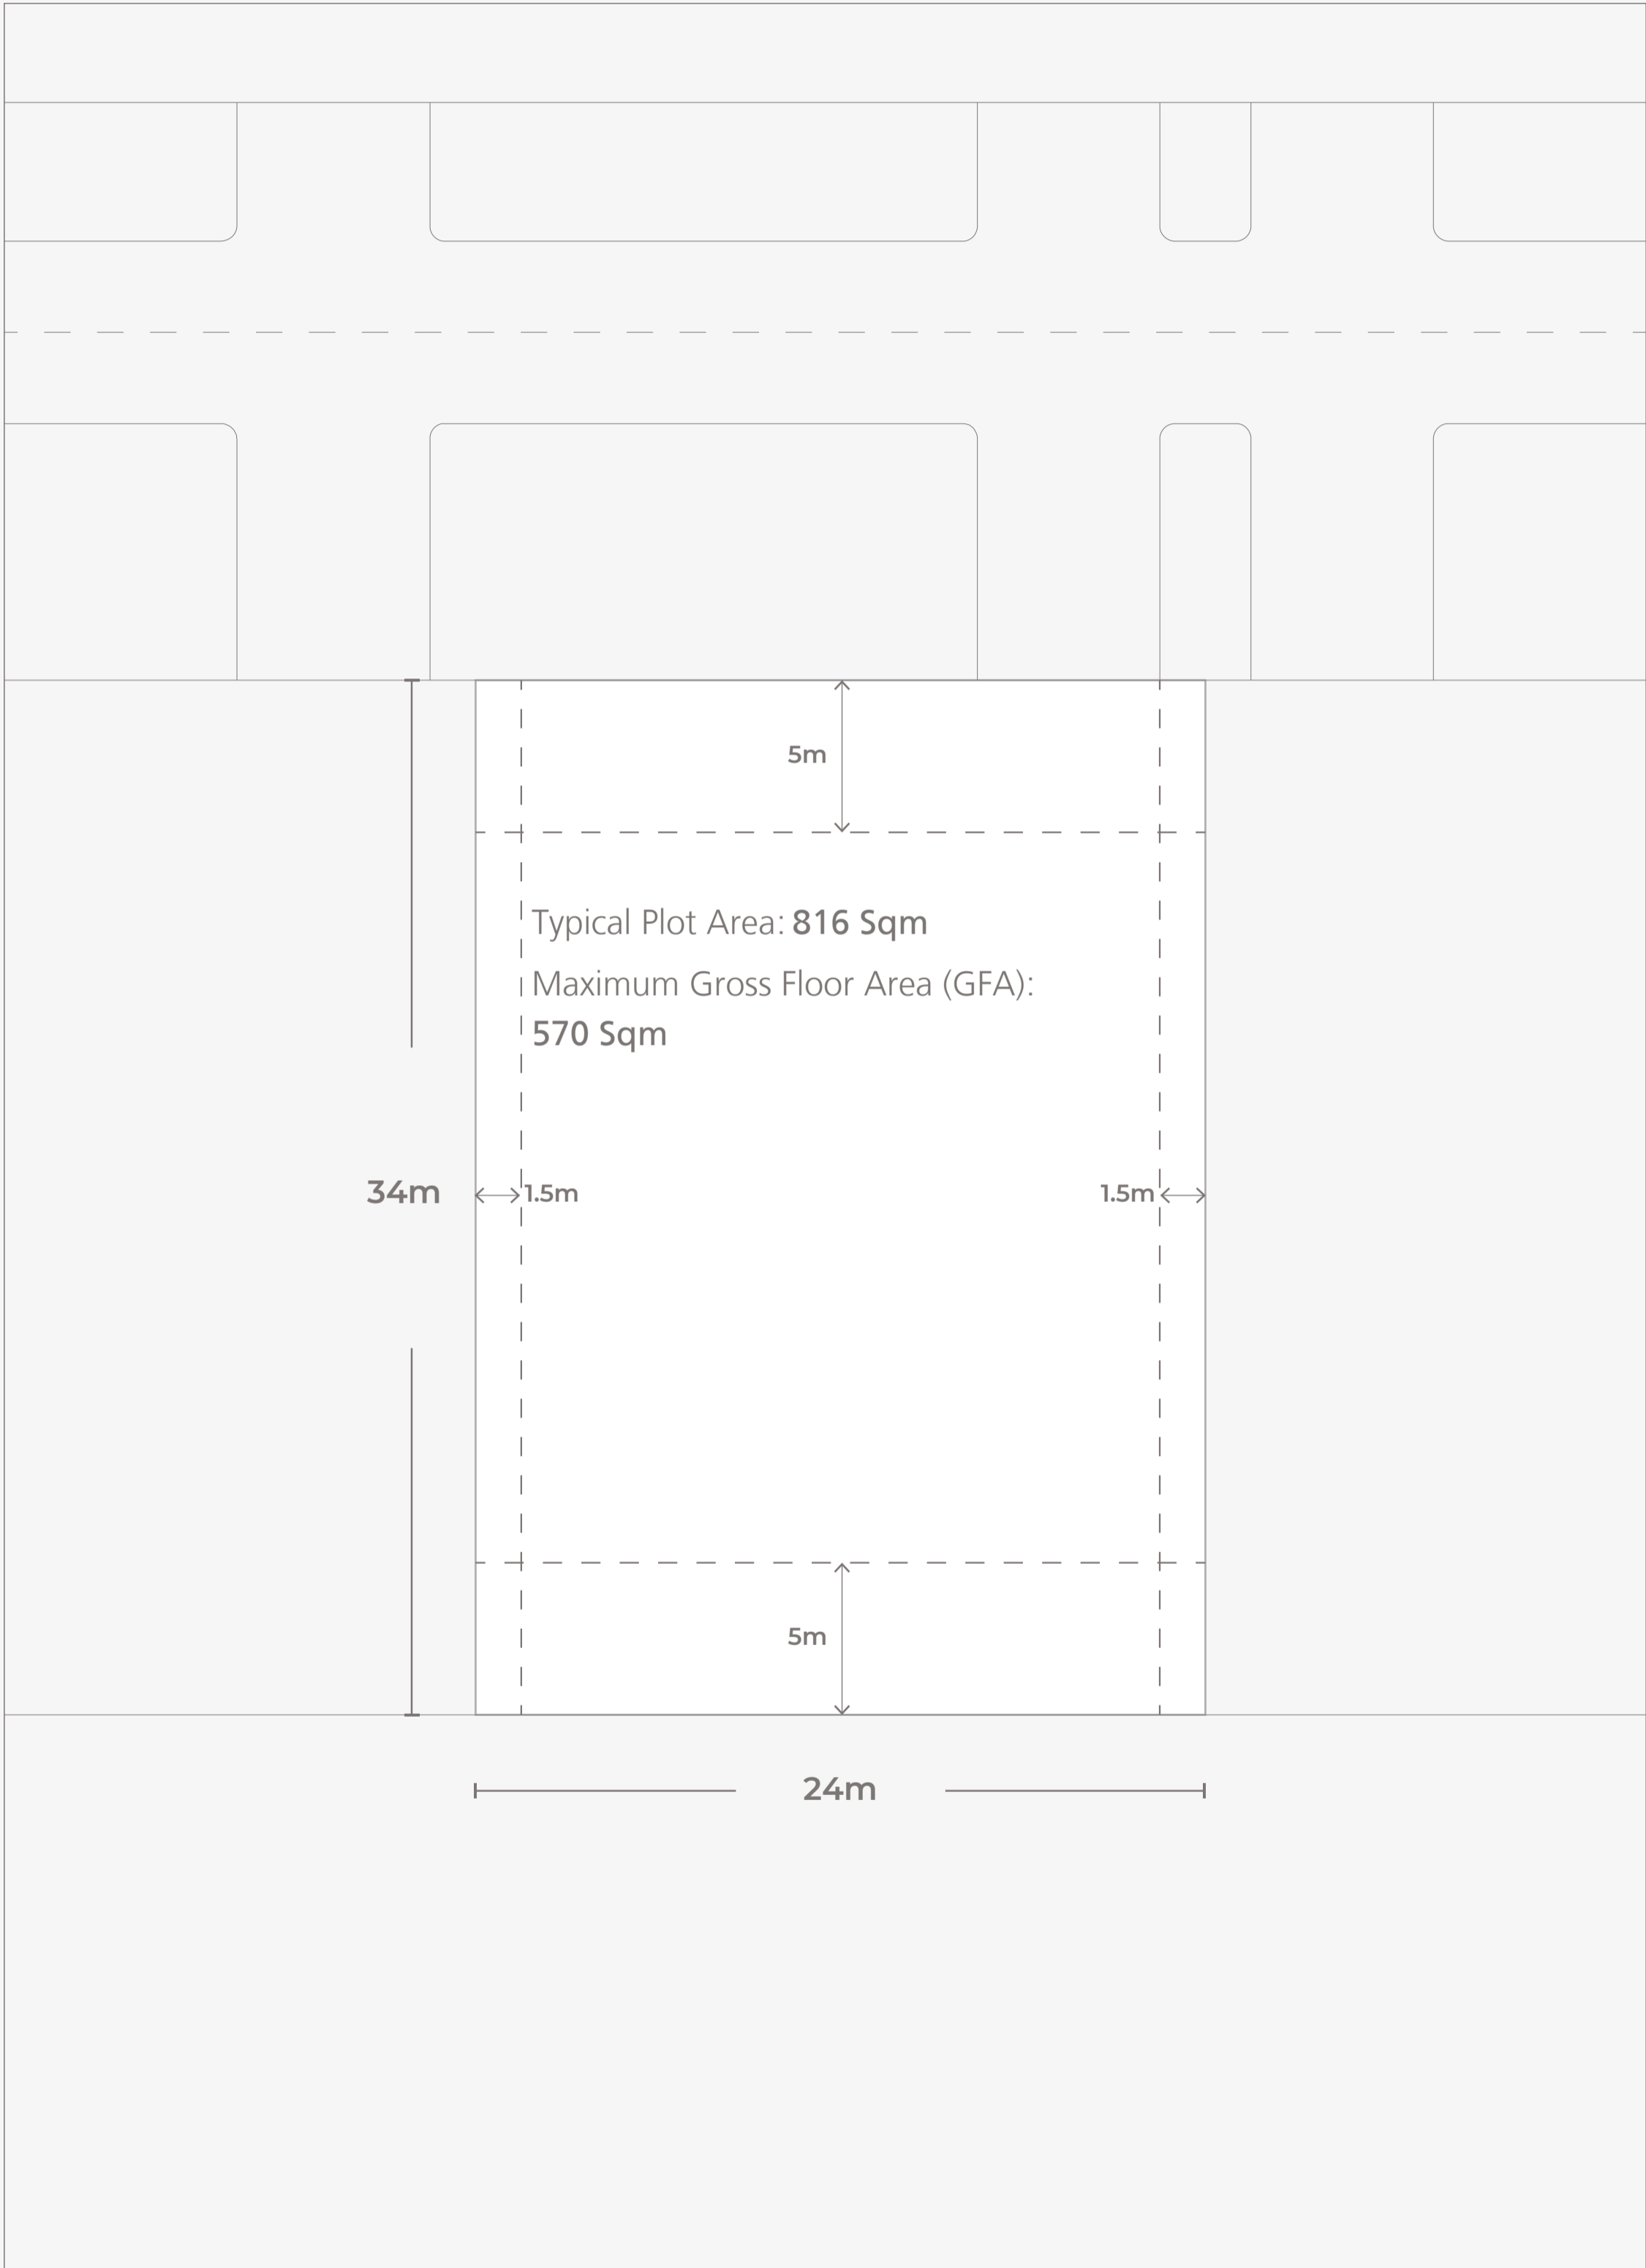 5m
Typical Plot Area: 816 Sqm
Maximum Gross Floor Area (GFA):
570 Sqm
34m
1.5m
1.5m
5m
24m